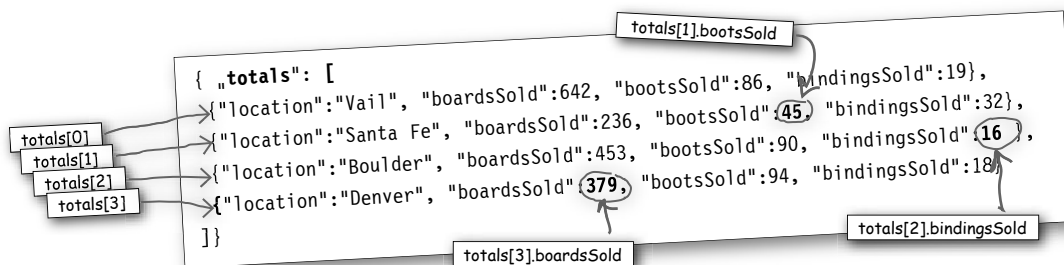 totals[1].bootsSold
{ "totals": [
{"location":"Vail", "boardsSold":642, "bootsSold":86, "bindingsSold":19},
{"location":"Santa Fe", "boardsSold":236, "bootsSold":45, "bindingsSold":32},
{"location":"Boulder", "boardsSold":453, "bootsSold":90, "bindingsSold":16 },
{"location":"Denver", "boardsSold":379, "bootsSold":94, "bindingsSold":18}
]}
totals[0]
totals[1]
totals[2]
totals[3]
totals[3].boardsSold
totals[2].bindingsSold